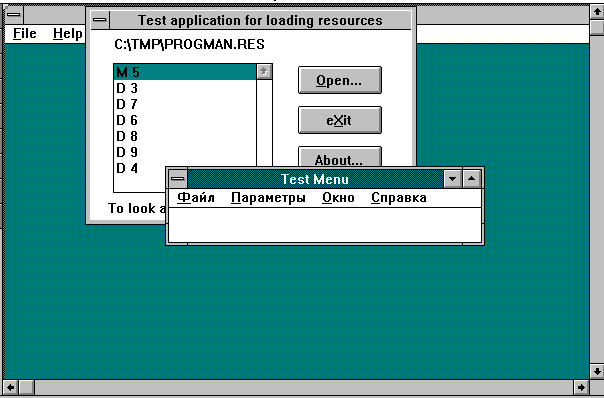 Test application for loading resources
File Help
C:\TMP\PROGMAN.RES
M 5
D 3
D 7
D 6
D 8
D 9
D 4
Open...
eXit
About...
To look a
Test Menu
Файл Параметры Окно Справка